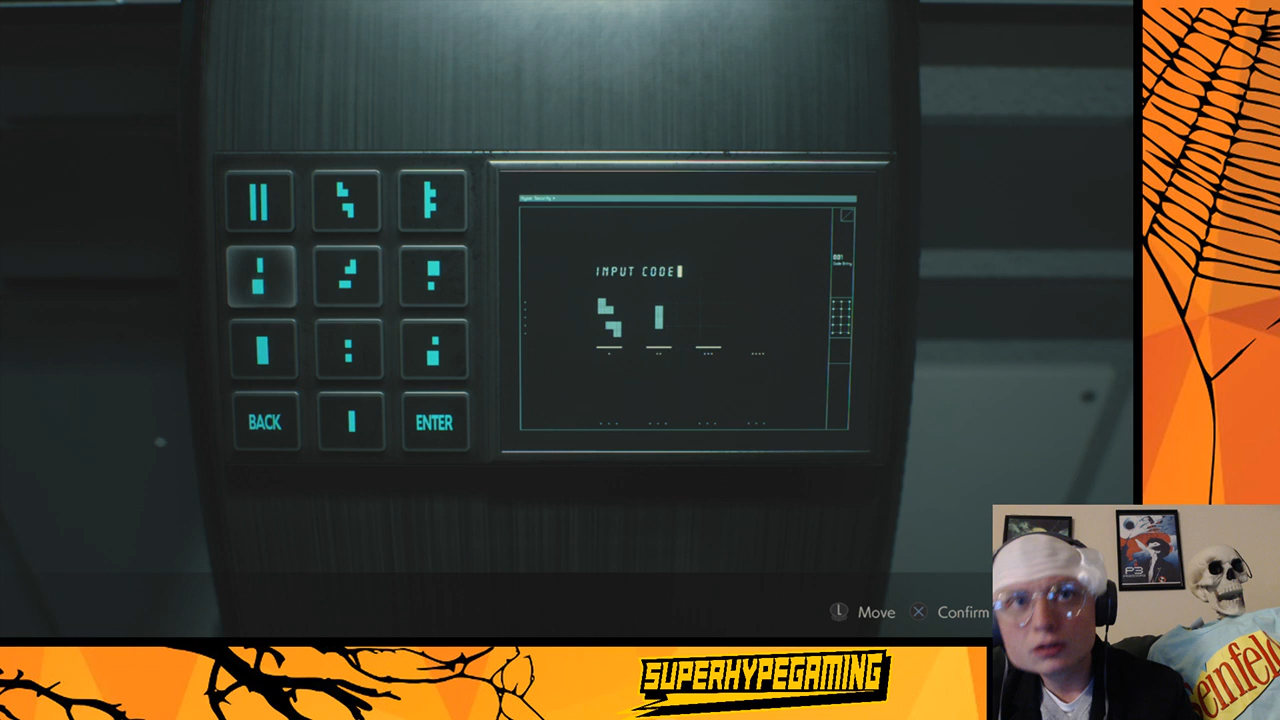 INPUT CODE
BACK
ENTER
Move
Confirm
P3
SUPERHYPEGAMING